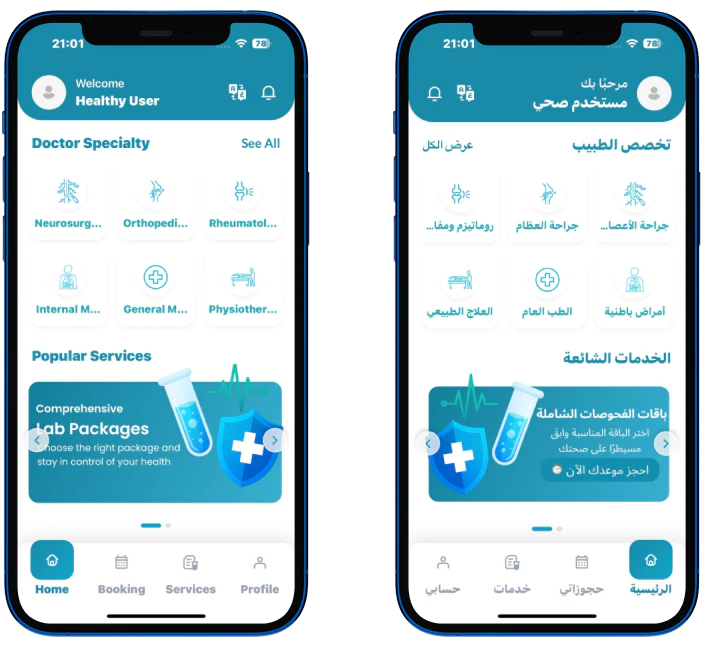 21:01
78
Welcome
Healthy User
Doctor Specialty
See All
Neurosurg...
Orthopedi...
Rheumatol...
Internal M...
General M...
Physiother...
Popular Services
Comprehensive
Lab Packages
Choose the right package and
stay in control of your health
Home
Booking
Services
Profile
21:01
78
مرحبًا بك
مستخدم صحي
تخصص الطبيب
عرض الكل
جراحة الأعصا...
جراحة العظام
روماتيزم ومفا...
أمراض باطنية
الطب العام
العلاج الطبيعي
الخدمات الشائعة
باقات الفحوصات الشاملة
اختر الباقة المناسبة وابق
مسيطرًا على صحتك
احجز موعدك الآن
الرئيسية
حجوزاتي
خدمات
حسابي